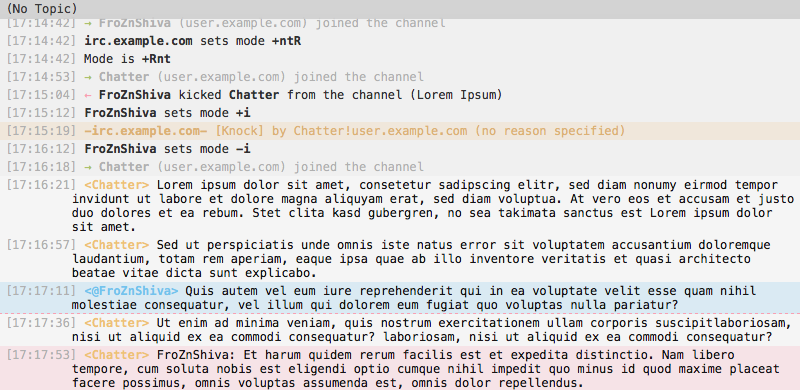 (No Topic)
[17:14:42] → FroZnShiva (user.example.com) joined the channel
[17:14:42] irc.example.com sets mode +ntR
[17:14:42] Mode is +Rnt
[17:14:53] → Chatter (user.example.com) joined the channel
[17:15:04] ← FroZnShiva kicked Chatter from the channel (Lorem Ipsum)
[17:15:12] FroZnShiva sets mode +i
[17:15:19] -irc.example.com- [Knock] by Chatter!user.example.com (no reason specified)
[17:16:12] FroZnShiva sets mode -i
[17:16:18] → Chatter (user.example.com) joined the channel
[17:16:21] <Chatter> Lorem ipsum dolor sit amet, consetetur sadipscing elitr, sed diam nonumy eirmod tempor
invidunt ut labore et dolore magna aliquyam erat, sed diam voluptua. At vero eos et accusam et justo
duo dolores et ea rebum. Stet clita kasd gubergren, no sea takimata sanctus est Lorem ipsum dolor
sit amet.
[17:16:57] <Chatter> Sed ut perspiciatis unde omnis iste natus error sit voluptatem accusantium doloremque
laudantium, totam rem aperiam, eaque ipsa quae ab illo inventore veritatis et quasi architecto
beatae vitae dicta sunt explicabo.
[17:17:11] <@FroZnShiva> Quis autem vel eum iure reprehenderit qui in ea voluptate velit esse quam nihil
molestiae consequatur, vel illum qui dolorem eum fugiat quo voluptas nulla pariatur?
[17:17:36] <Chatter> Ut enim ad minima veniam, quis nostrum exercitationem ullam corporis suscipitlaboriosam,
nisi ut aliquid ex ea commodi consequatur? laboriosam, nisi ut aliquid ex ea commodi consequatur?
[17:17:53] <Chatter> FroZnShiva: Et harum quidem rerum facilis est et expedita distinctio. Nam libero
tempore, cum soluta nobis est eligendi optio cumque nihil impedit quo minus id quod maxime placeat
facere possimus, omnis voluptas assumenda est, omnis dolor repellendus.